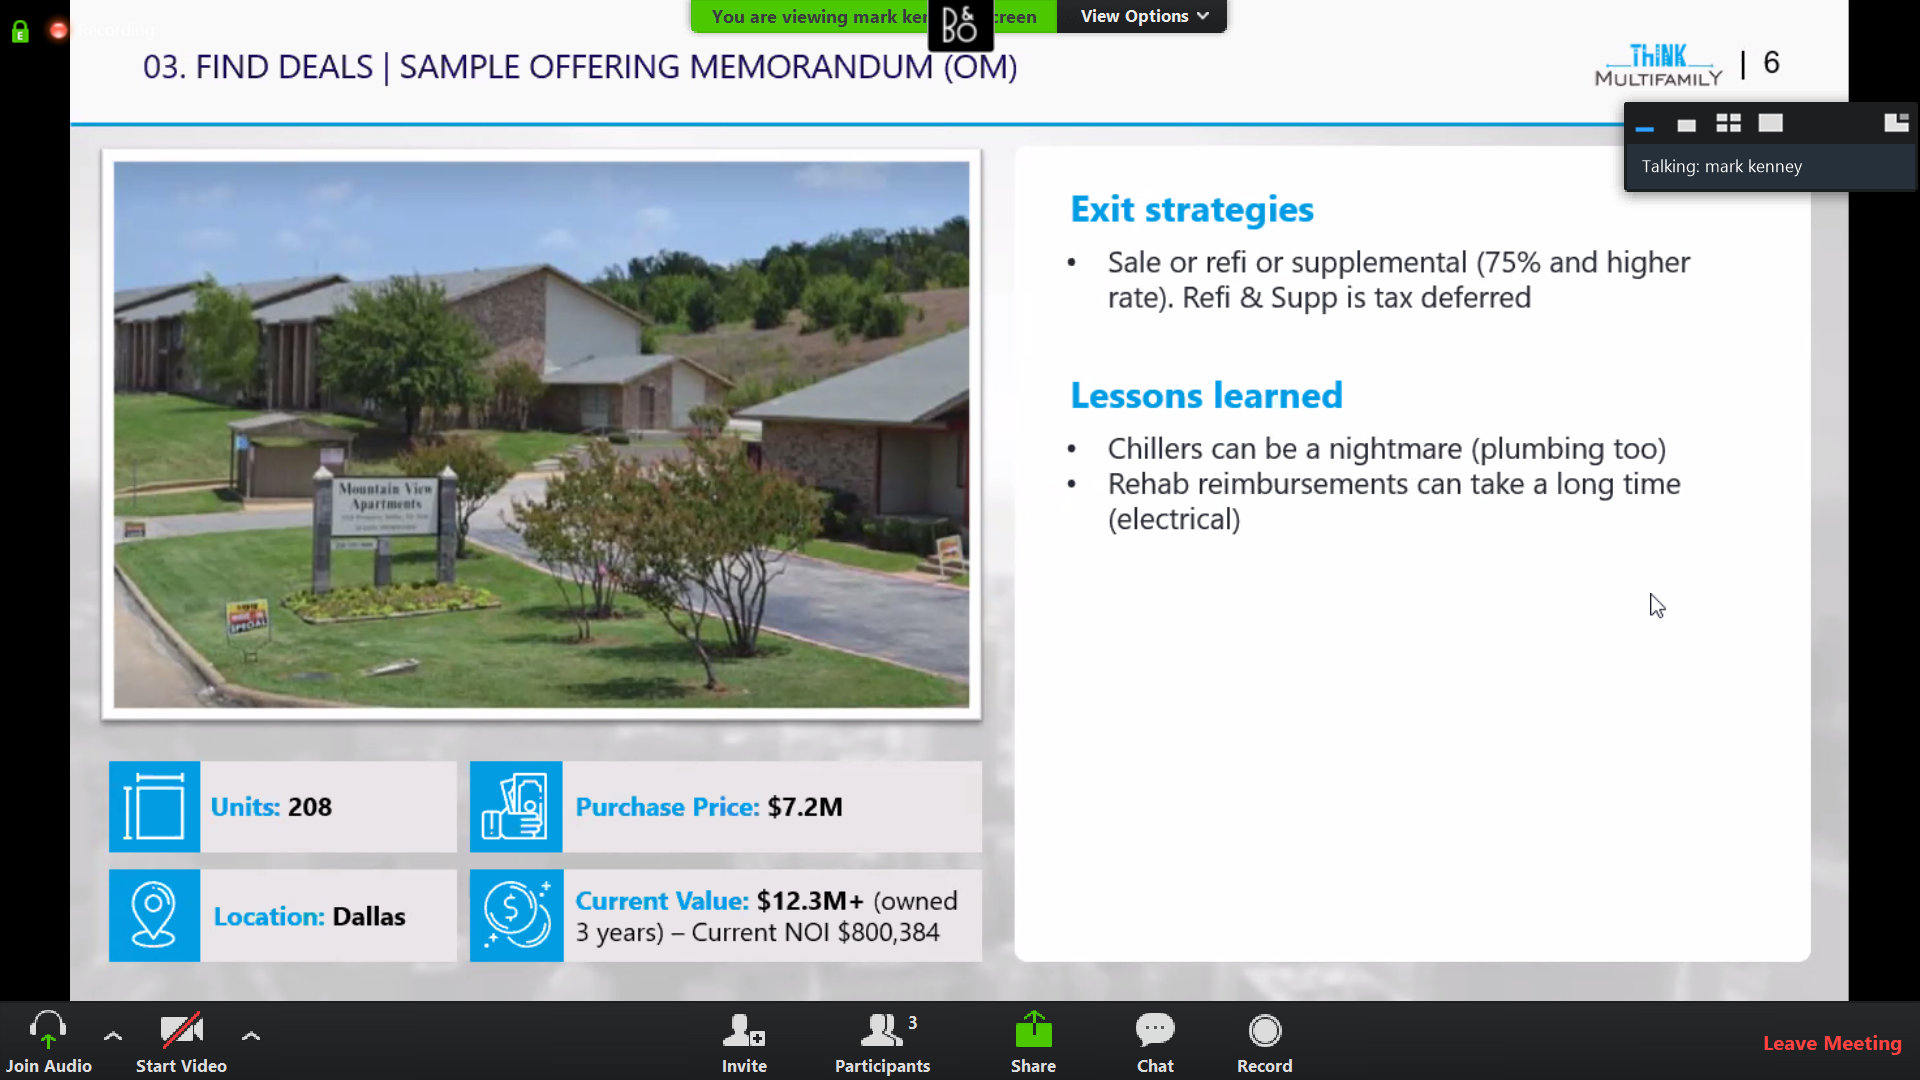 You are viewing mark ker
creen
View Options
B&O
Recording
03. FIND DEALS | SAMPLE OFFERING MEMORANDUM (OM)
THiNK
MULTIFAMILY
| 6
Talking: mark kenney
Exit strategies
• Sale or refi or supplemental (75% and higher
rate). Refi & Supp is tax deferred
Lessons learned
• Chillers can be a nightmare (plumbing too)
• Rehab reimbursements can take a long time
(electrical)
Mountain View
Apartments
SPECIAL
Units: 208
Purchase Price: $7.2M
Location: Dallas
Current Value: $12.3M+ (owned
3 years) – Current NOI $800,384
Join Audio
Start Video
Invite
3
Participants
Share
Chat
Record
Leave Meeting